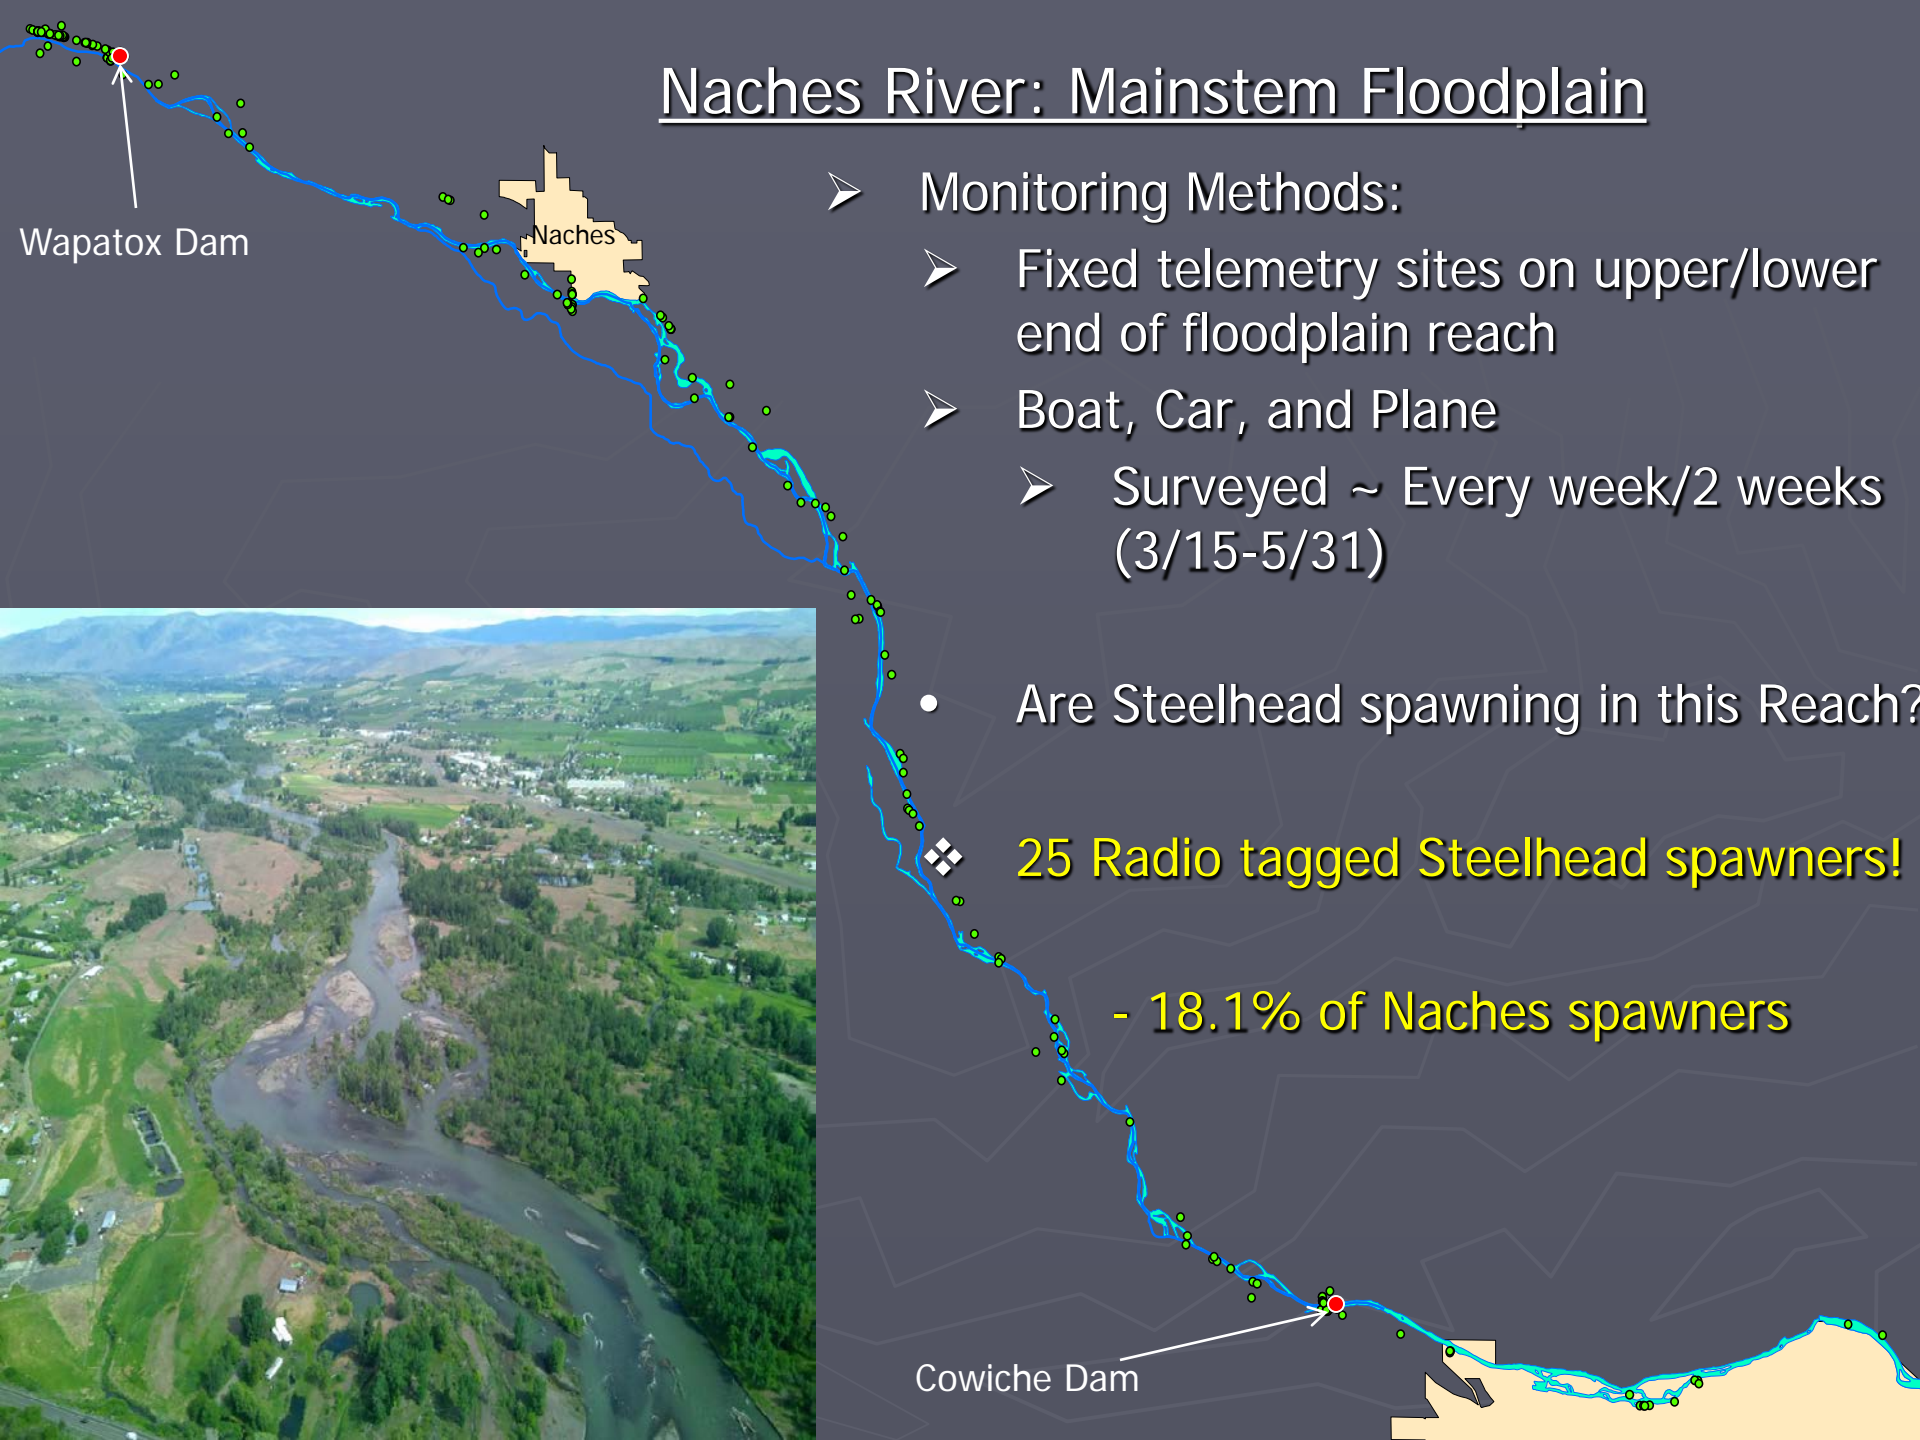 Naches River: Mainstem Floodplain
Monitoring Methods:
Fixed telemetry sites on upper/lower
end of floodplain reach
Boat, Car, and Plane
Surveyed ~ Every week/2 weeks
(3/15-5/31)
Are Steelhead spawning in this Reach?
25 Radio tagged Steelhead spawners!
- 18.1% of Naches spawners
Wapatox Dam
Naches
Cowiche Dam